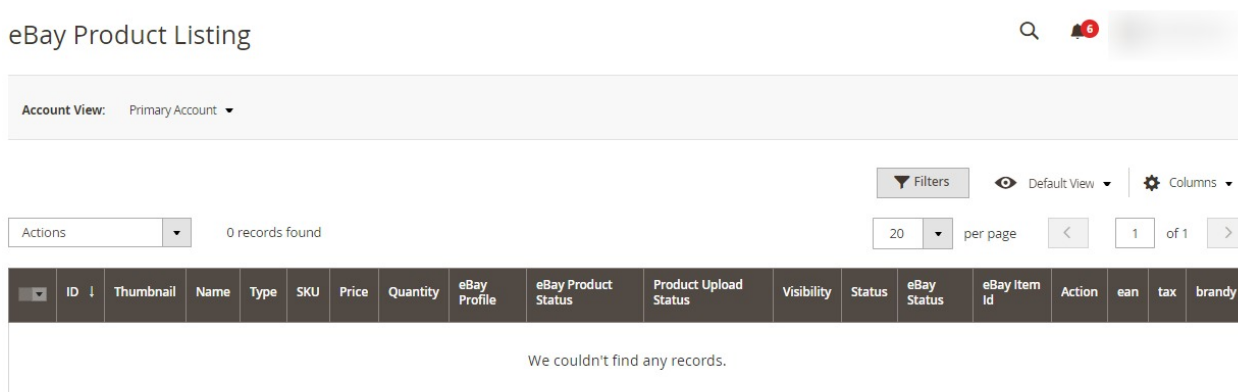 eBay Product Listing
6
Account View: Primary Account
Filters Default View Columns
Actions 0 records found 20 per page 1 of 1
ID ↓ Thumbnail Name Type SKU Price Quantity eBay Profile eBay Product Status Product Upload Status Visibility Status eBay Status eBay Item Id Action ean tax brandy
We couldn't find any records.